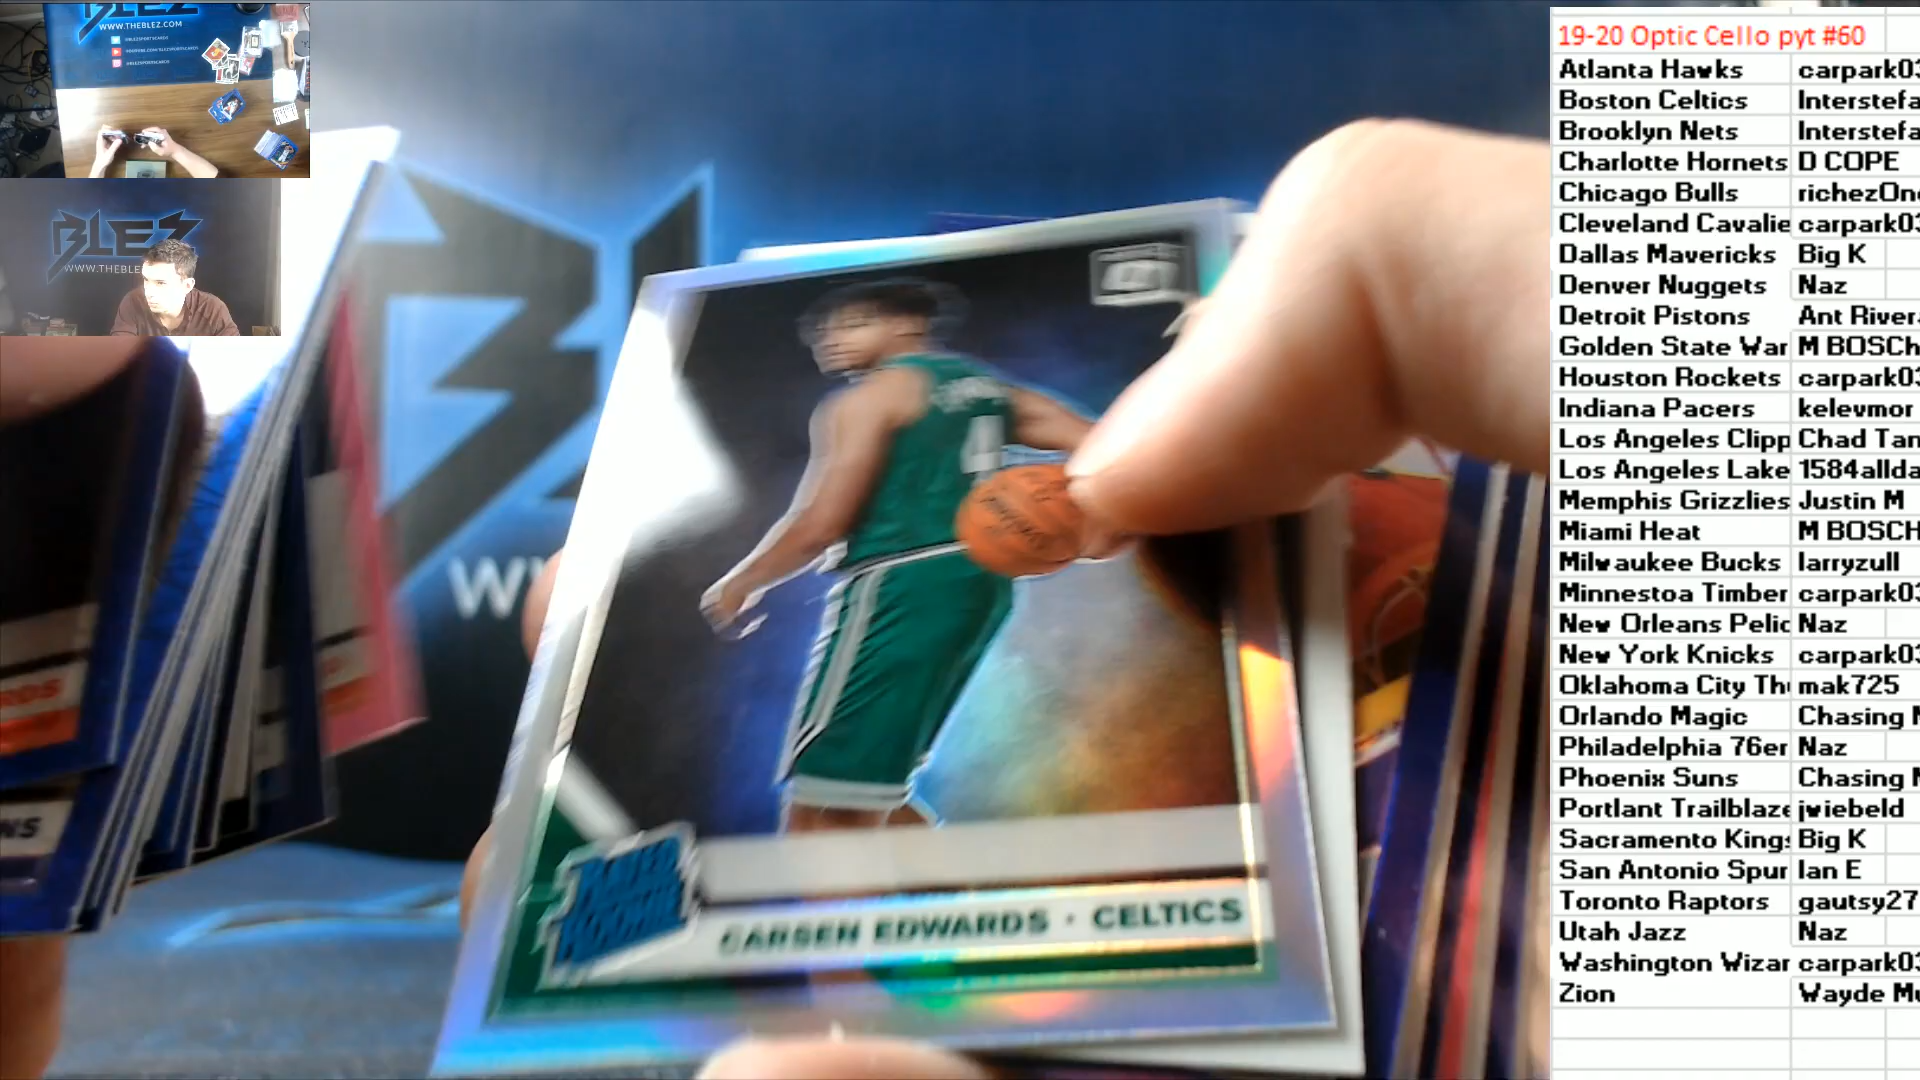 WWW.THEBLEZ.COM
BLEZ
WWW.THEBLE
4
RATED ROOKIE
CARSEN EDWARDS · CELTICS
NS
19-20 Optic Cello pyt #60
Atlanta Hawks carpark03
Boston Celtics Interstefa
Brooklyn Nets Interstefa
Charlotte Hornets D COPE
Chicago Bulls richezOn
Cleveland Cavalie carpark03
Dallas Mavericks Big K
Denver Nuggets Naz
Detroit Pistons Ant River
Golden State War M BOSCH
Houston Rockets carpark03
Indiana Pacers kelevmor
Los Angeles Clipp Chad Tan
Los Angeles Lake 1584allda
Memphis Grizzlies Justin M
Miami Heat M BOSCH
Milwaukee Bucks larryzull
Minnestoa Timber carpark03
New Orleans Pelic Naz
New York Knicks carpark03
Oklahoma City Th mak725
Orlando Magic Chasing
Philadelphia 76er Naz
Phoenix Suns Chasing
Portlant Trailblaze jwiebeld
Sacramento Kings Big K
San Antonio Spur Ian E
Toronto Raptors gautsy27
Utah Jazz Naz
Washington Wizar carpark03
Zion Wayde Mu